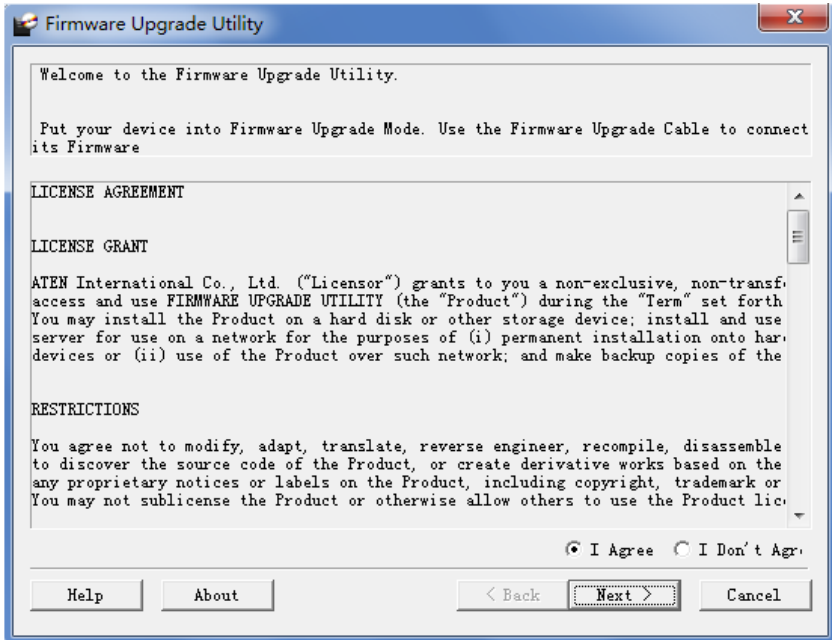 Firmware Upgrade Utility
Welcome to the Firmware Upgrade Utility.
Put your device into Firmware Upgrade Mode. Use the Firmware Upgrade Cable to connect
its Firmware
LICENSE AGREEMENT
LICENSE GRANT
ATEN International Co., Ltd. ("Licensor") grants to you a non-exclusive, non-transf
access and use FIRMWARE UPGRADE UTILITY (the "Product") during the "Term" set forth
You may install the Product on a hard disk or other storage device; install and use
server for use on a network for the purposes of (i) permanent installation onto har
devices or (ii) use of the Product over such network; and make backup copies of the
RESTRICTIONS
You agree not to modify, adapt, translate, reverse engineer, recompile, disassemble
to discover the source code of the Product, or create derivative works based on the
any proprietary notices or labels on the Product, including copyright, trademark or
You may not sublicense the Product or otherwise allow others to use the Product lic
I Agree I Don't Agr
Help About < Back Next > Cancel